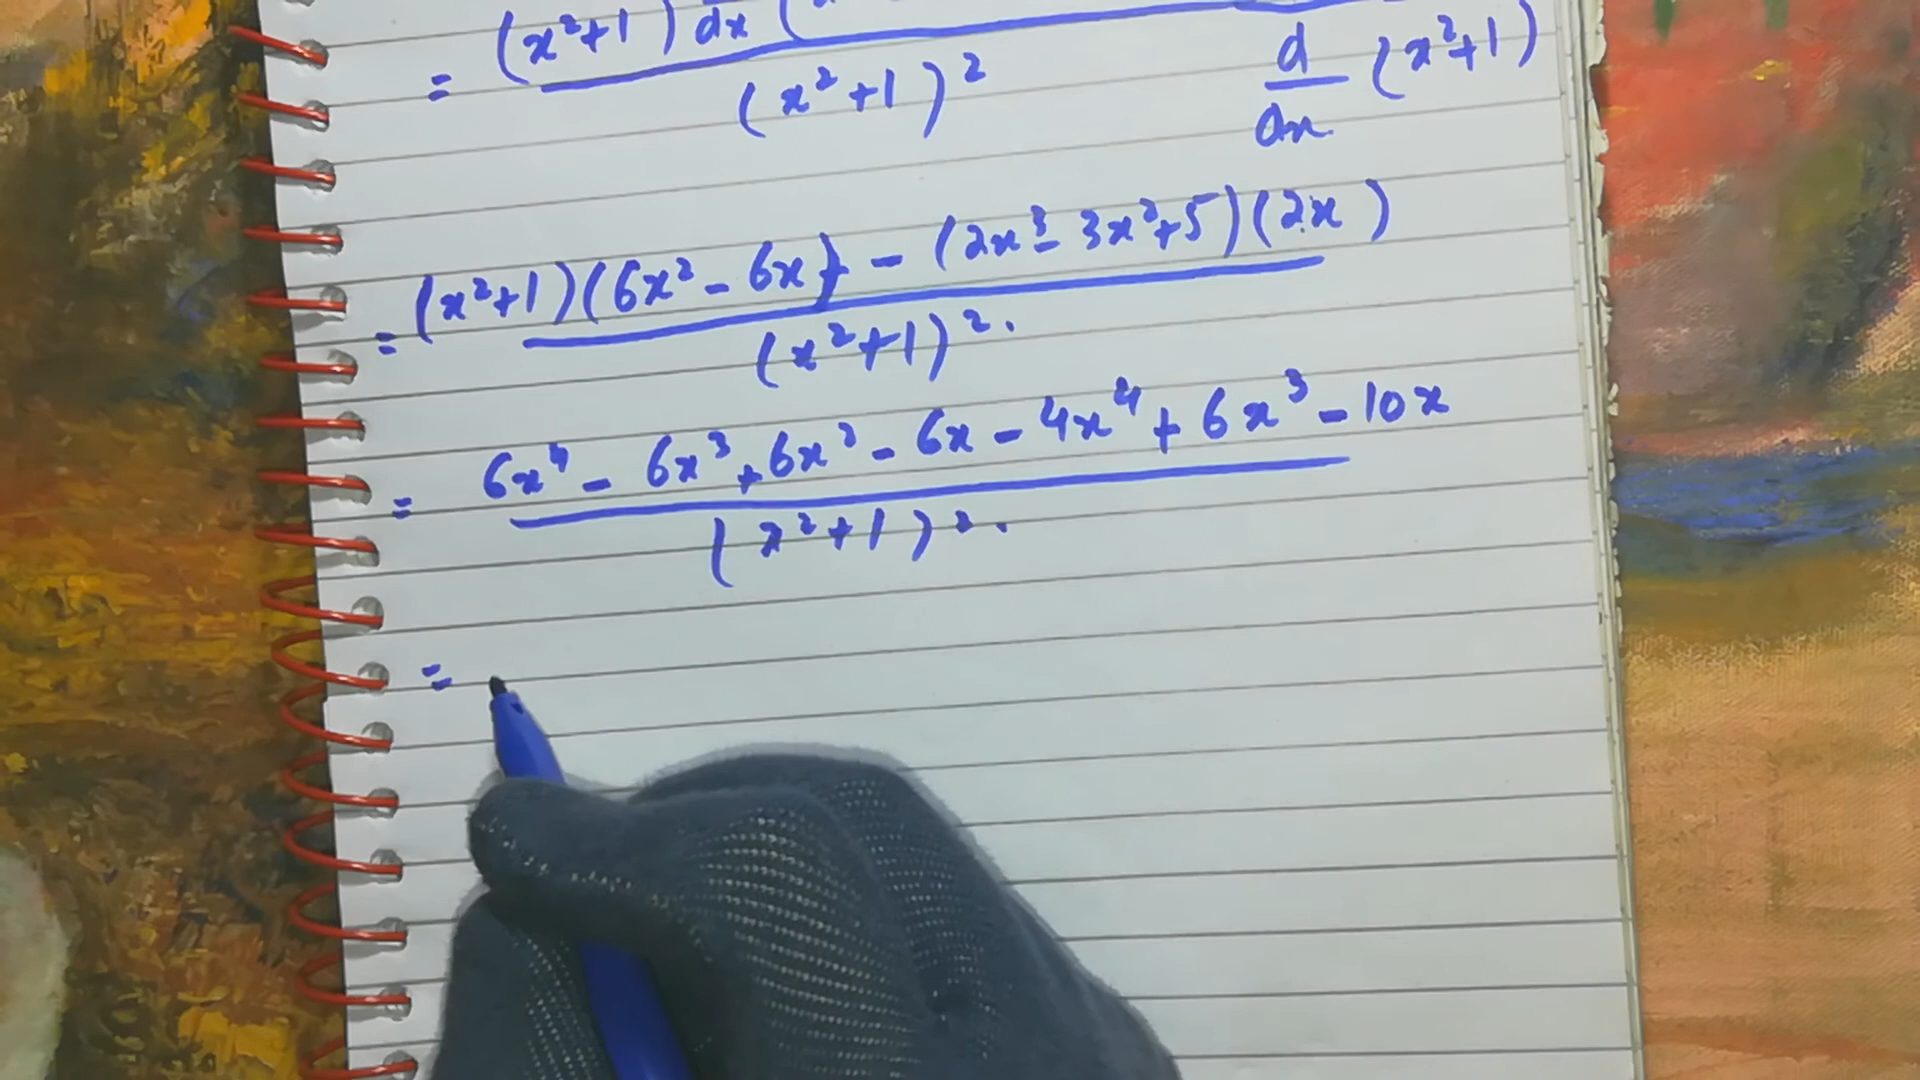 = (x²+1) d/dx (
(x²+1)² d/dx (x²+1)
= (x²+1)(6x² - 6x) - (2x³ - 3x²+5)(2x)
(x²+1)².
= 6x⁴ - 6x³ + 6x² - 6x - 4x⁴ + 6x³ - 10x
(x²+1)².
=